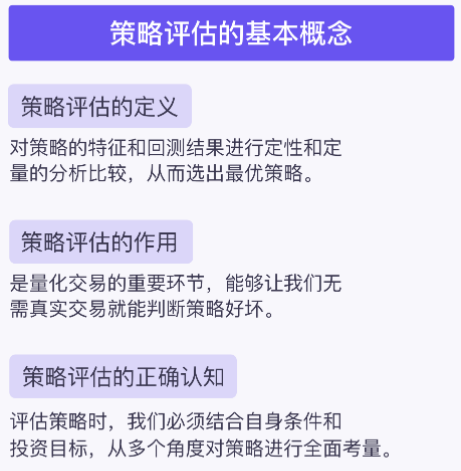 策略评估的基本概念
策略评估的定义
对策略的特征和回测结果进行定性和定
量的分析比较，从而选出最优策略。
策略评估的作用
是量化交易的重要环节，能够让我们无
需真实交易就能判断策略好坏。
策略评估的正确认知
评估策略时，我们必须结合自身条件和
投资目标，从多个角度对策略进行全面考量。